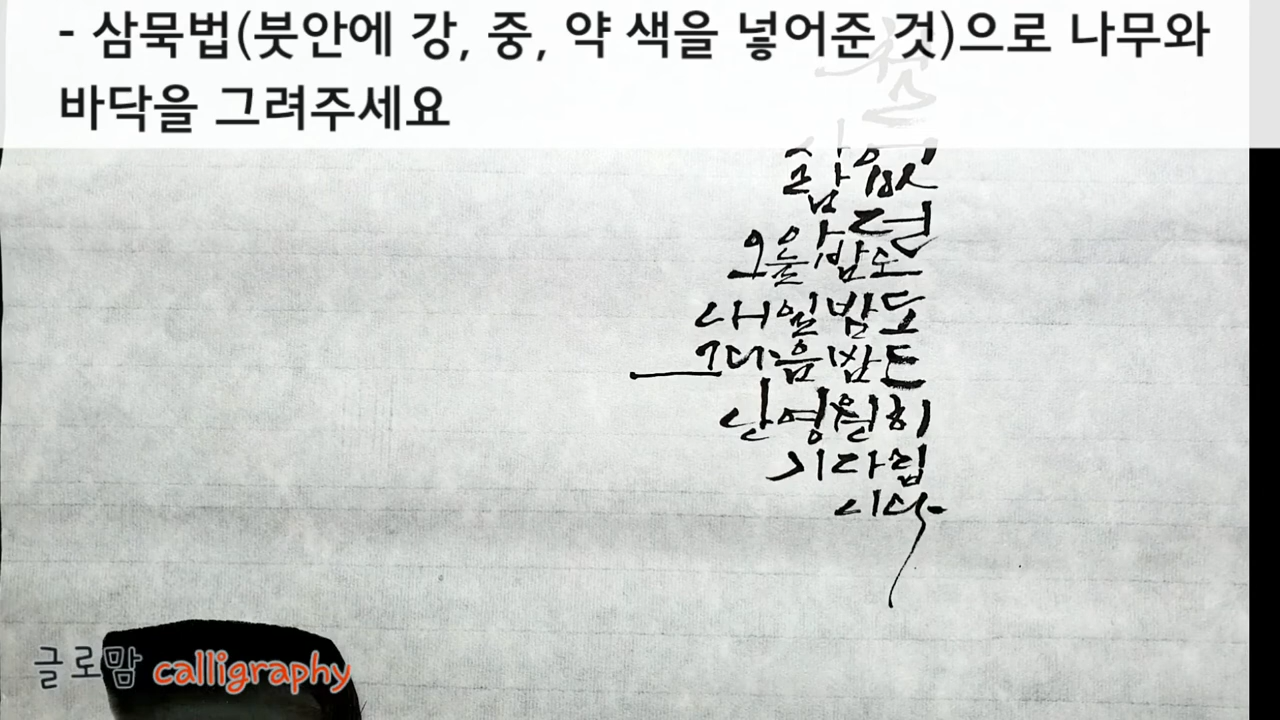 - 삼묵법(붓안에 강, 중, 약 색을 넣어준 것)으로 나무와
바닥을 그려주세요
오늘 밤도
내일 밤도
그 다음 밤도
난 영원히
기다립
니다
글로맘 calligraphy